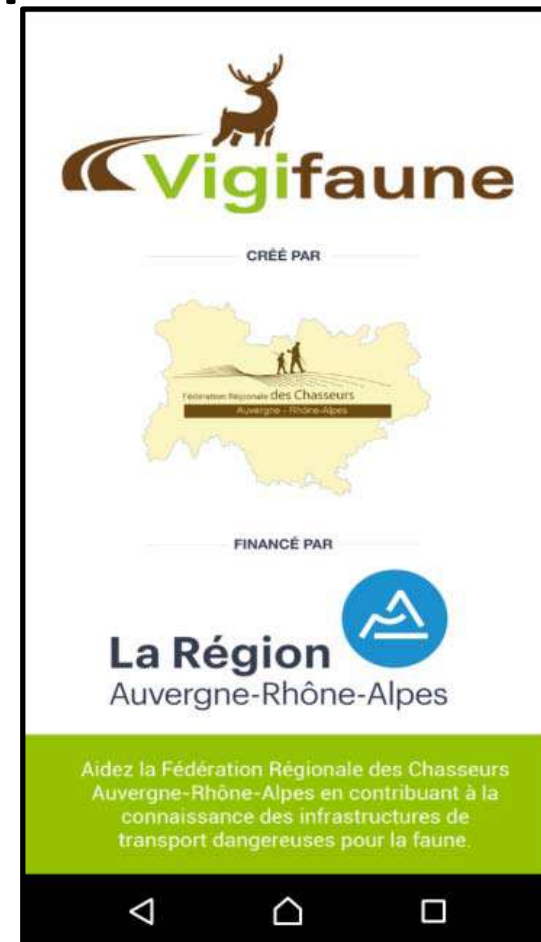 Vigifaune
CRÉÉ PAR
Fédération Régionale des Chasseurs
Auvergne - Rhône-Alpes
FINANCÉ PAR
La Région
Auvergne-Rhône-Alpes
Aidez la Fédération Régionale des Chasseurs
Auvergne-Rhône-Alpes en contribuant à la
connaissance des infrastructures de
transport dangereuses pour la faune.